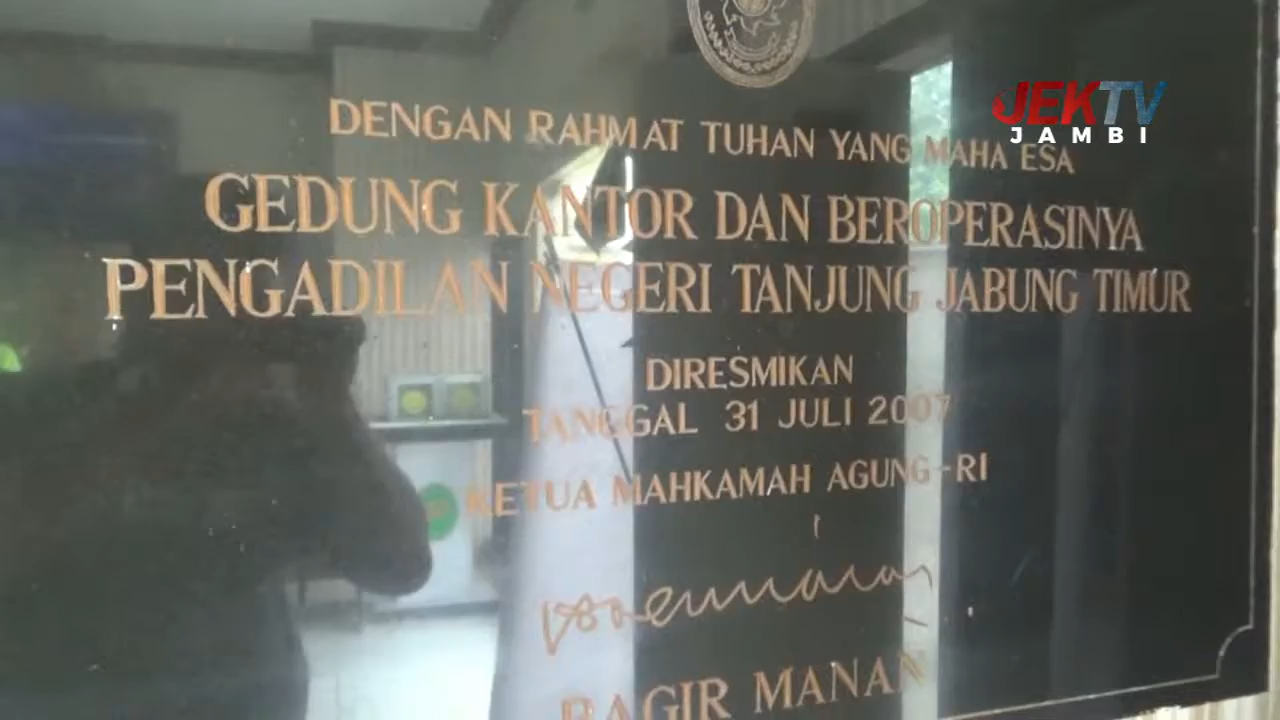 JEKTV
JAMBI
DENGAN RAHMAT TUHAN YANG MAHA ESA
GEDUNG KANTOR DAN BEROPERASINYA
PENGADILAN NEGERI TANJUNG JABUNG TIMUR
DIRESMIKAN
TANGGAL 31 JULI 2007
KETUA MAHKAMAH AGUNG-RI
BAGIR MANAN